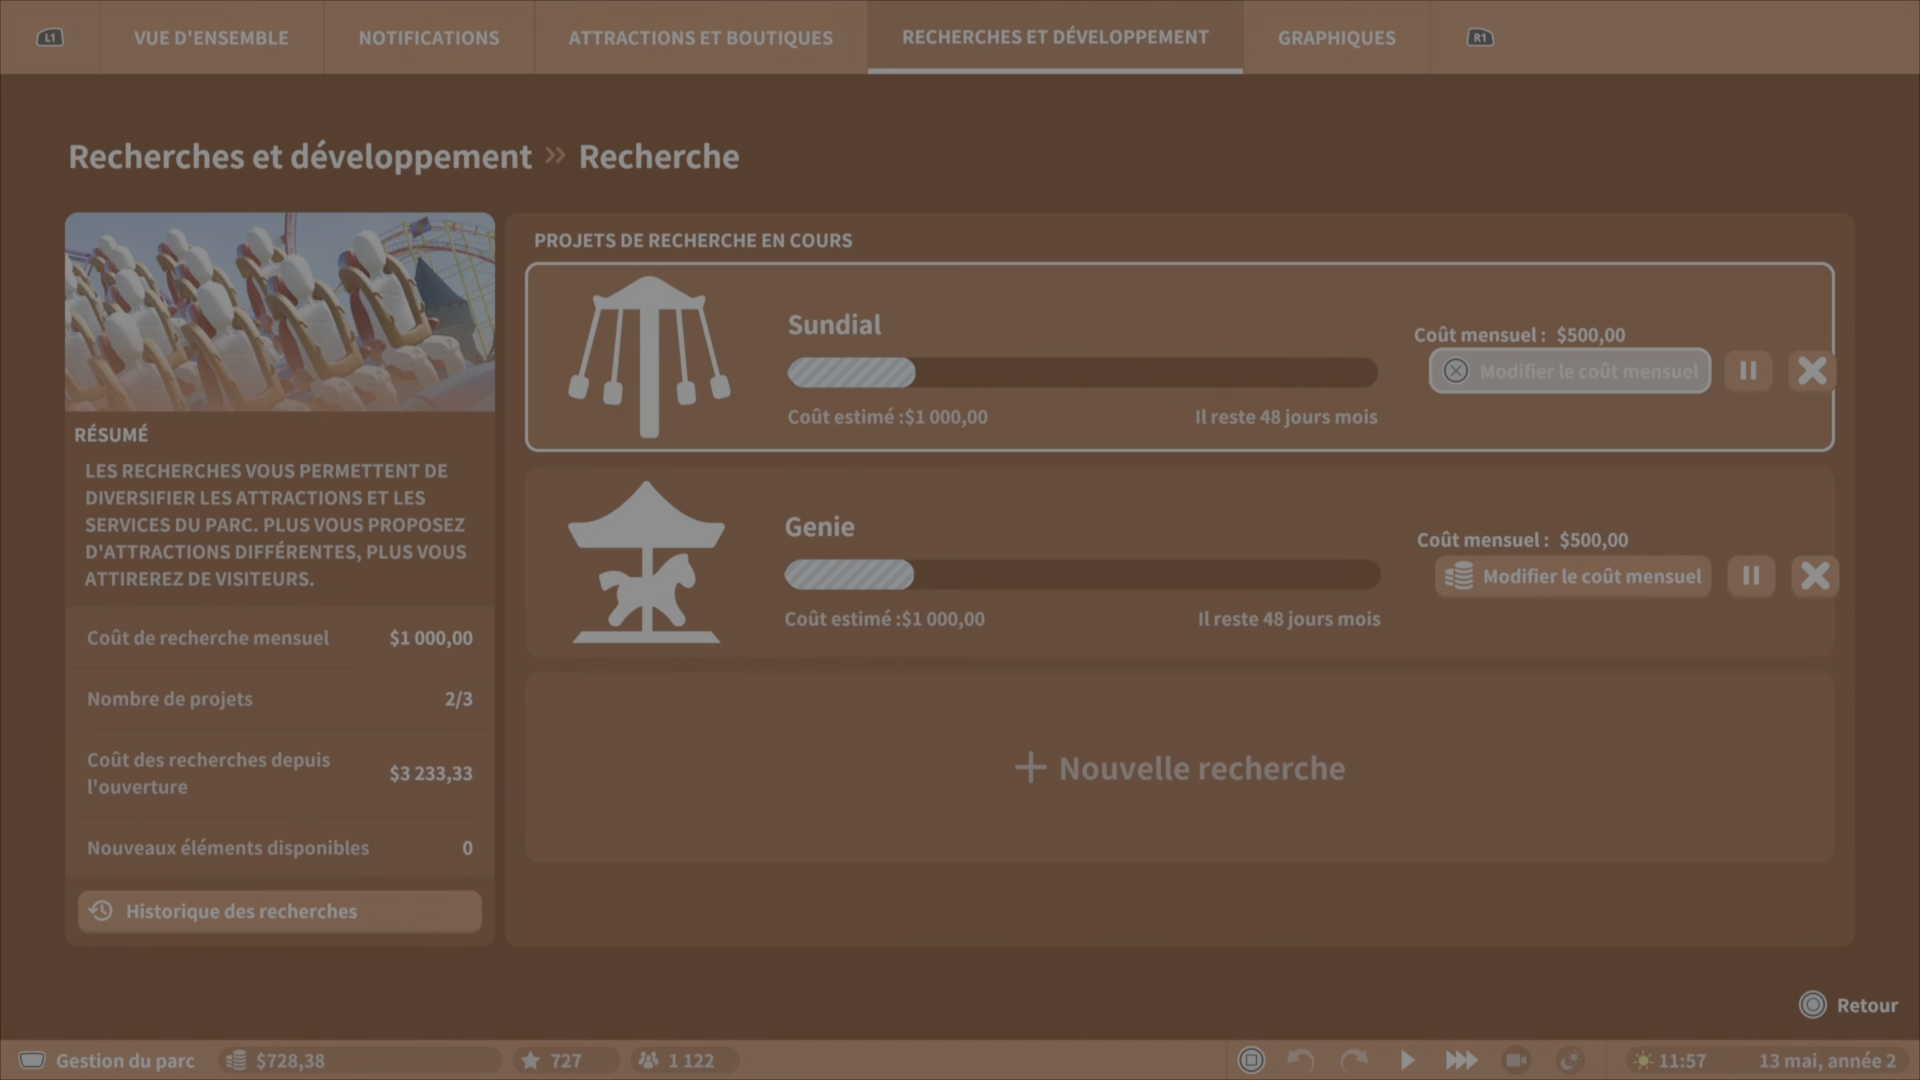 L1
VUE D'ENSEMBLE
NOTIFICATIONS
ATTRACTIONS ET BOUTIQUES
RECHERCHES ET DÉVELOPPEMENT
GRAPHIQUES
R1
Recherches et développement » Recherche
RÉSUMÉ
LES RECHERCHES VOUS PERMETTENT DE
DIVERSIFIER LES ATTRACTIONS ET LES
SERVICES DU PARC. PLUS VOUS PROPOSEZ
D'ATTRACTIONS DIFFÉRENTES, PLUS VOUS
ATTIREREZ DE VISITEURS.
Coût de recherche mensuel $1 000,00
Nombre de projets 2/3
Coût des recherches depuis
l'ouverture $3 233,33
Nouveaux éléments disponibles 0
Historique des recherches
PROJETS DE RECHERCHE EN COURS
Sundial
Coût estimé :$1 000,00
Il reste 48 jours mois
Coût mensuel : $500,00
Modifier le coût mensuel
Genie
Coût estimé :$1 000,00
Il reste 48 jours mois
Coût mensuel : $500,00
Modifier le coût mensuel
+ Nouvelle recherche
Retour
Gestion du parc
$728,38
727
1 122
11:57
13 mai, année 2